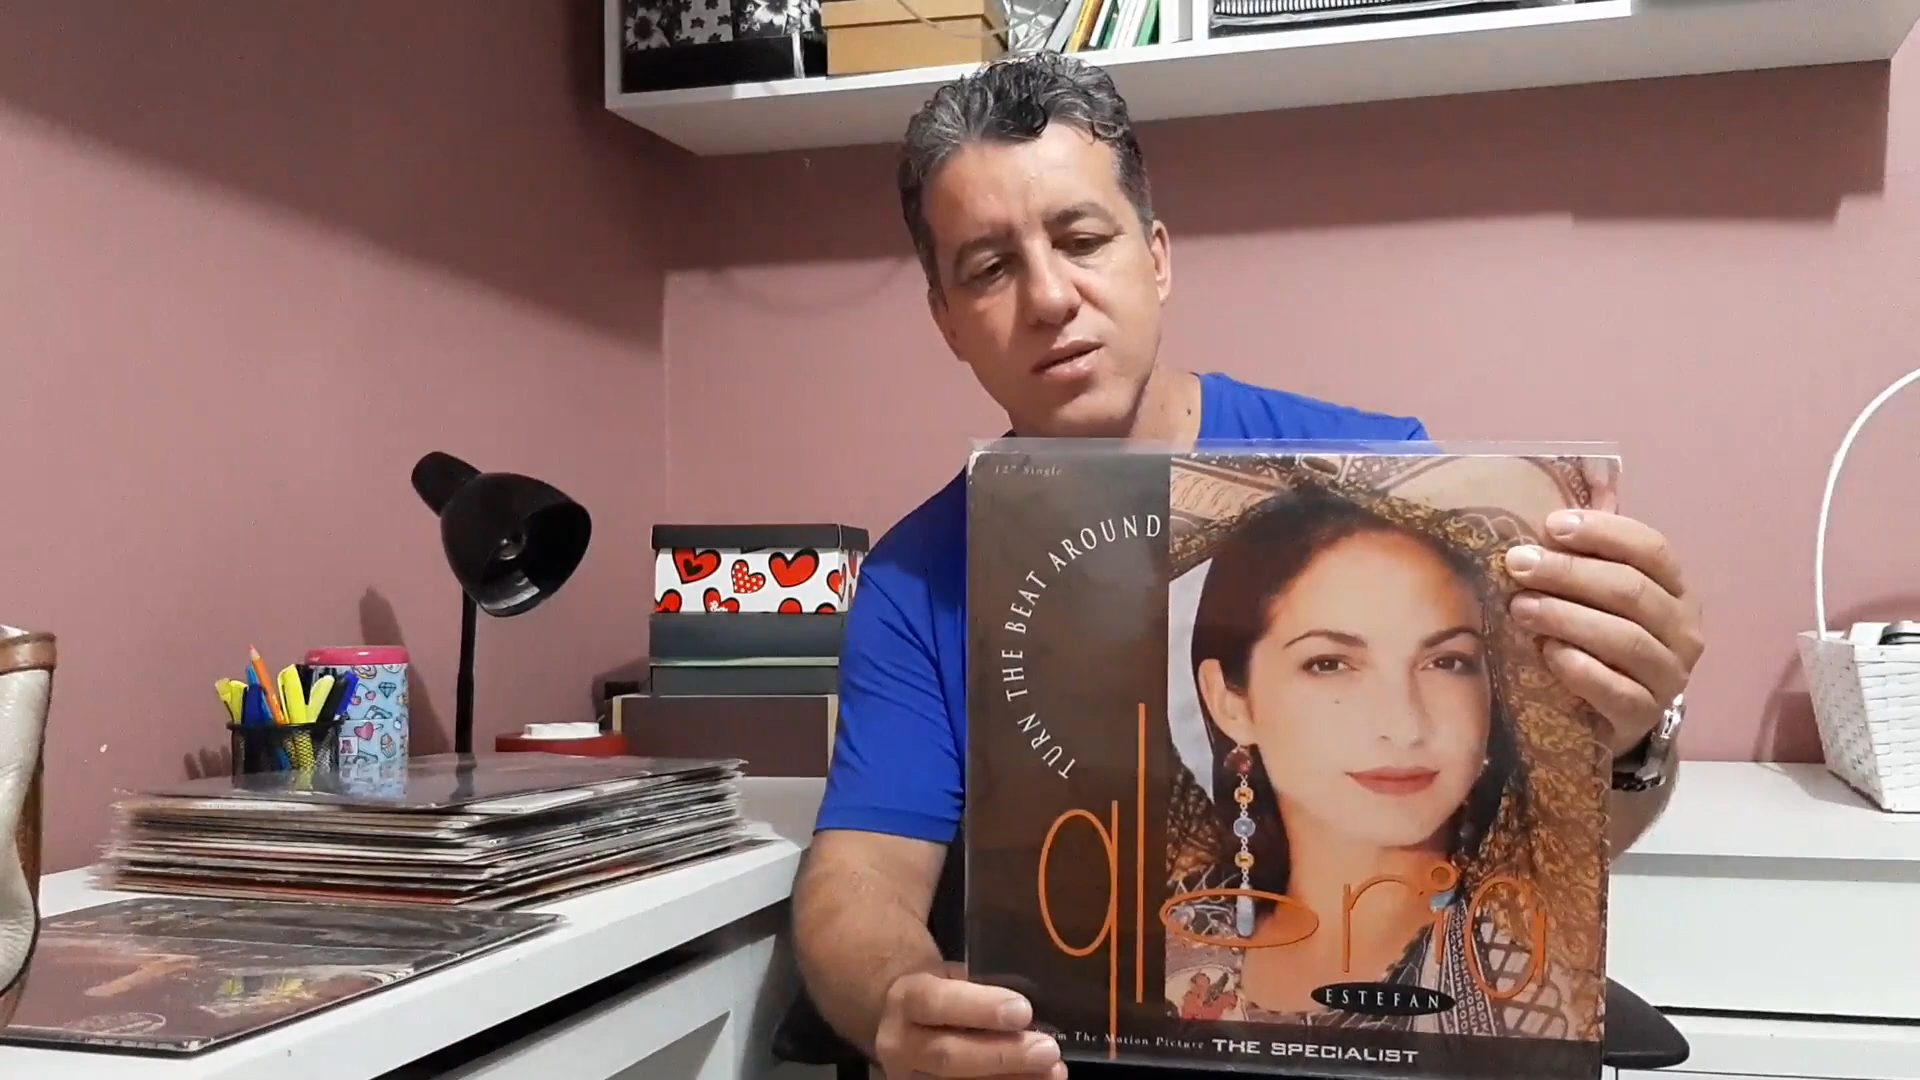 12" Single
TURN THE BEAT AROUND
gloria
ESTEFAN
From The Motion Picture THE SPECIALIST